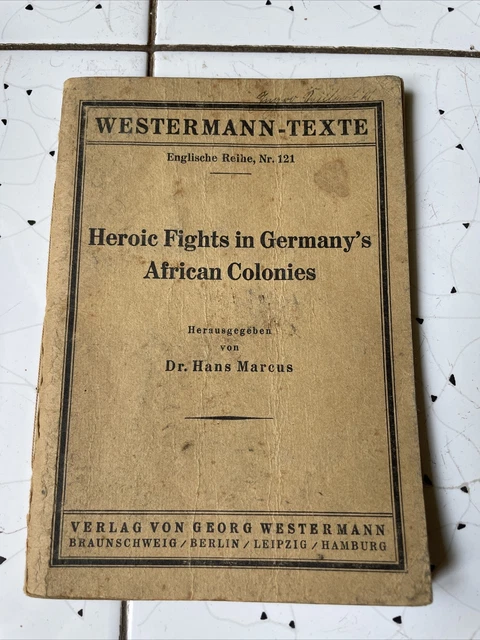 WESTERMANN-TEXTE
Englische Reihe, Nr. 121
Heroic Fights in Germany's
African Colonies
Herausgegeben
von
Dr. Hans Marcus
VERLAG VON GEORG WESTERMANN
BRAUNSCHWEIG / BERLIN / LEIPZIG / HAMBURG